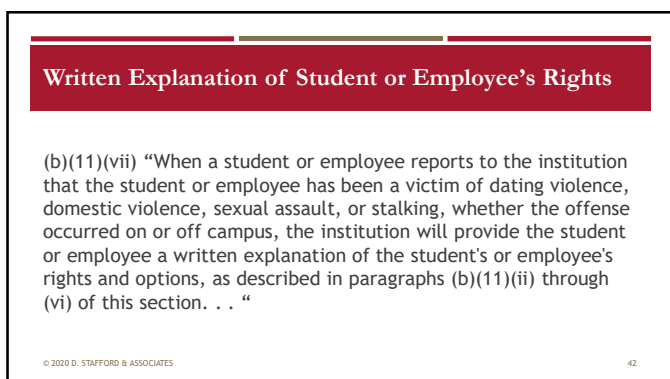 Written Explanation of Student or Employee's Rights
(b)(11)(vii) “When a student or employee reports to the institution
that the student or employee has been a victim of dating violence,
domestic violence, sexual assault, or stalking, whether the offense
occurred on or off campus, the institution will provide the student
or employee a written explanation of the student's or employee's
rights and options, as described in paragraphs (b)(11)(ii) through
(vi) of this section. . . “
© 2020 D. STAFFORD & ASSOCIATES
42